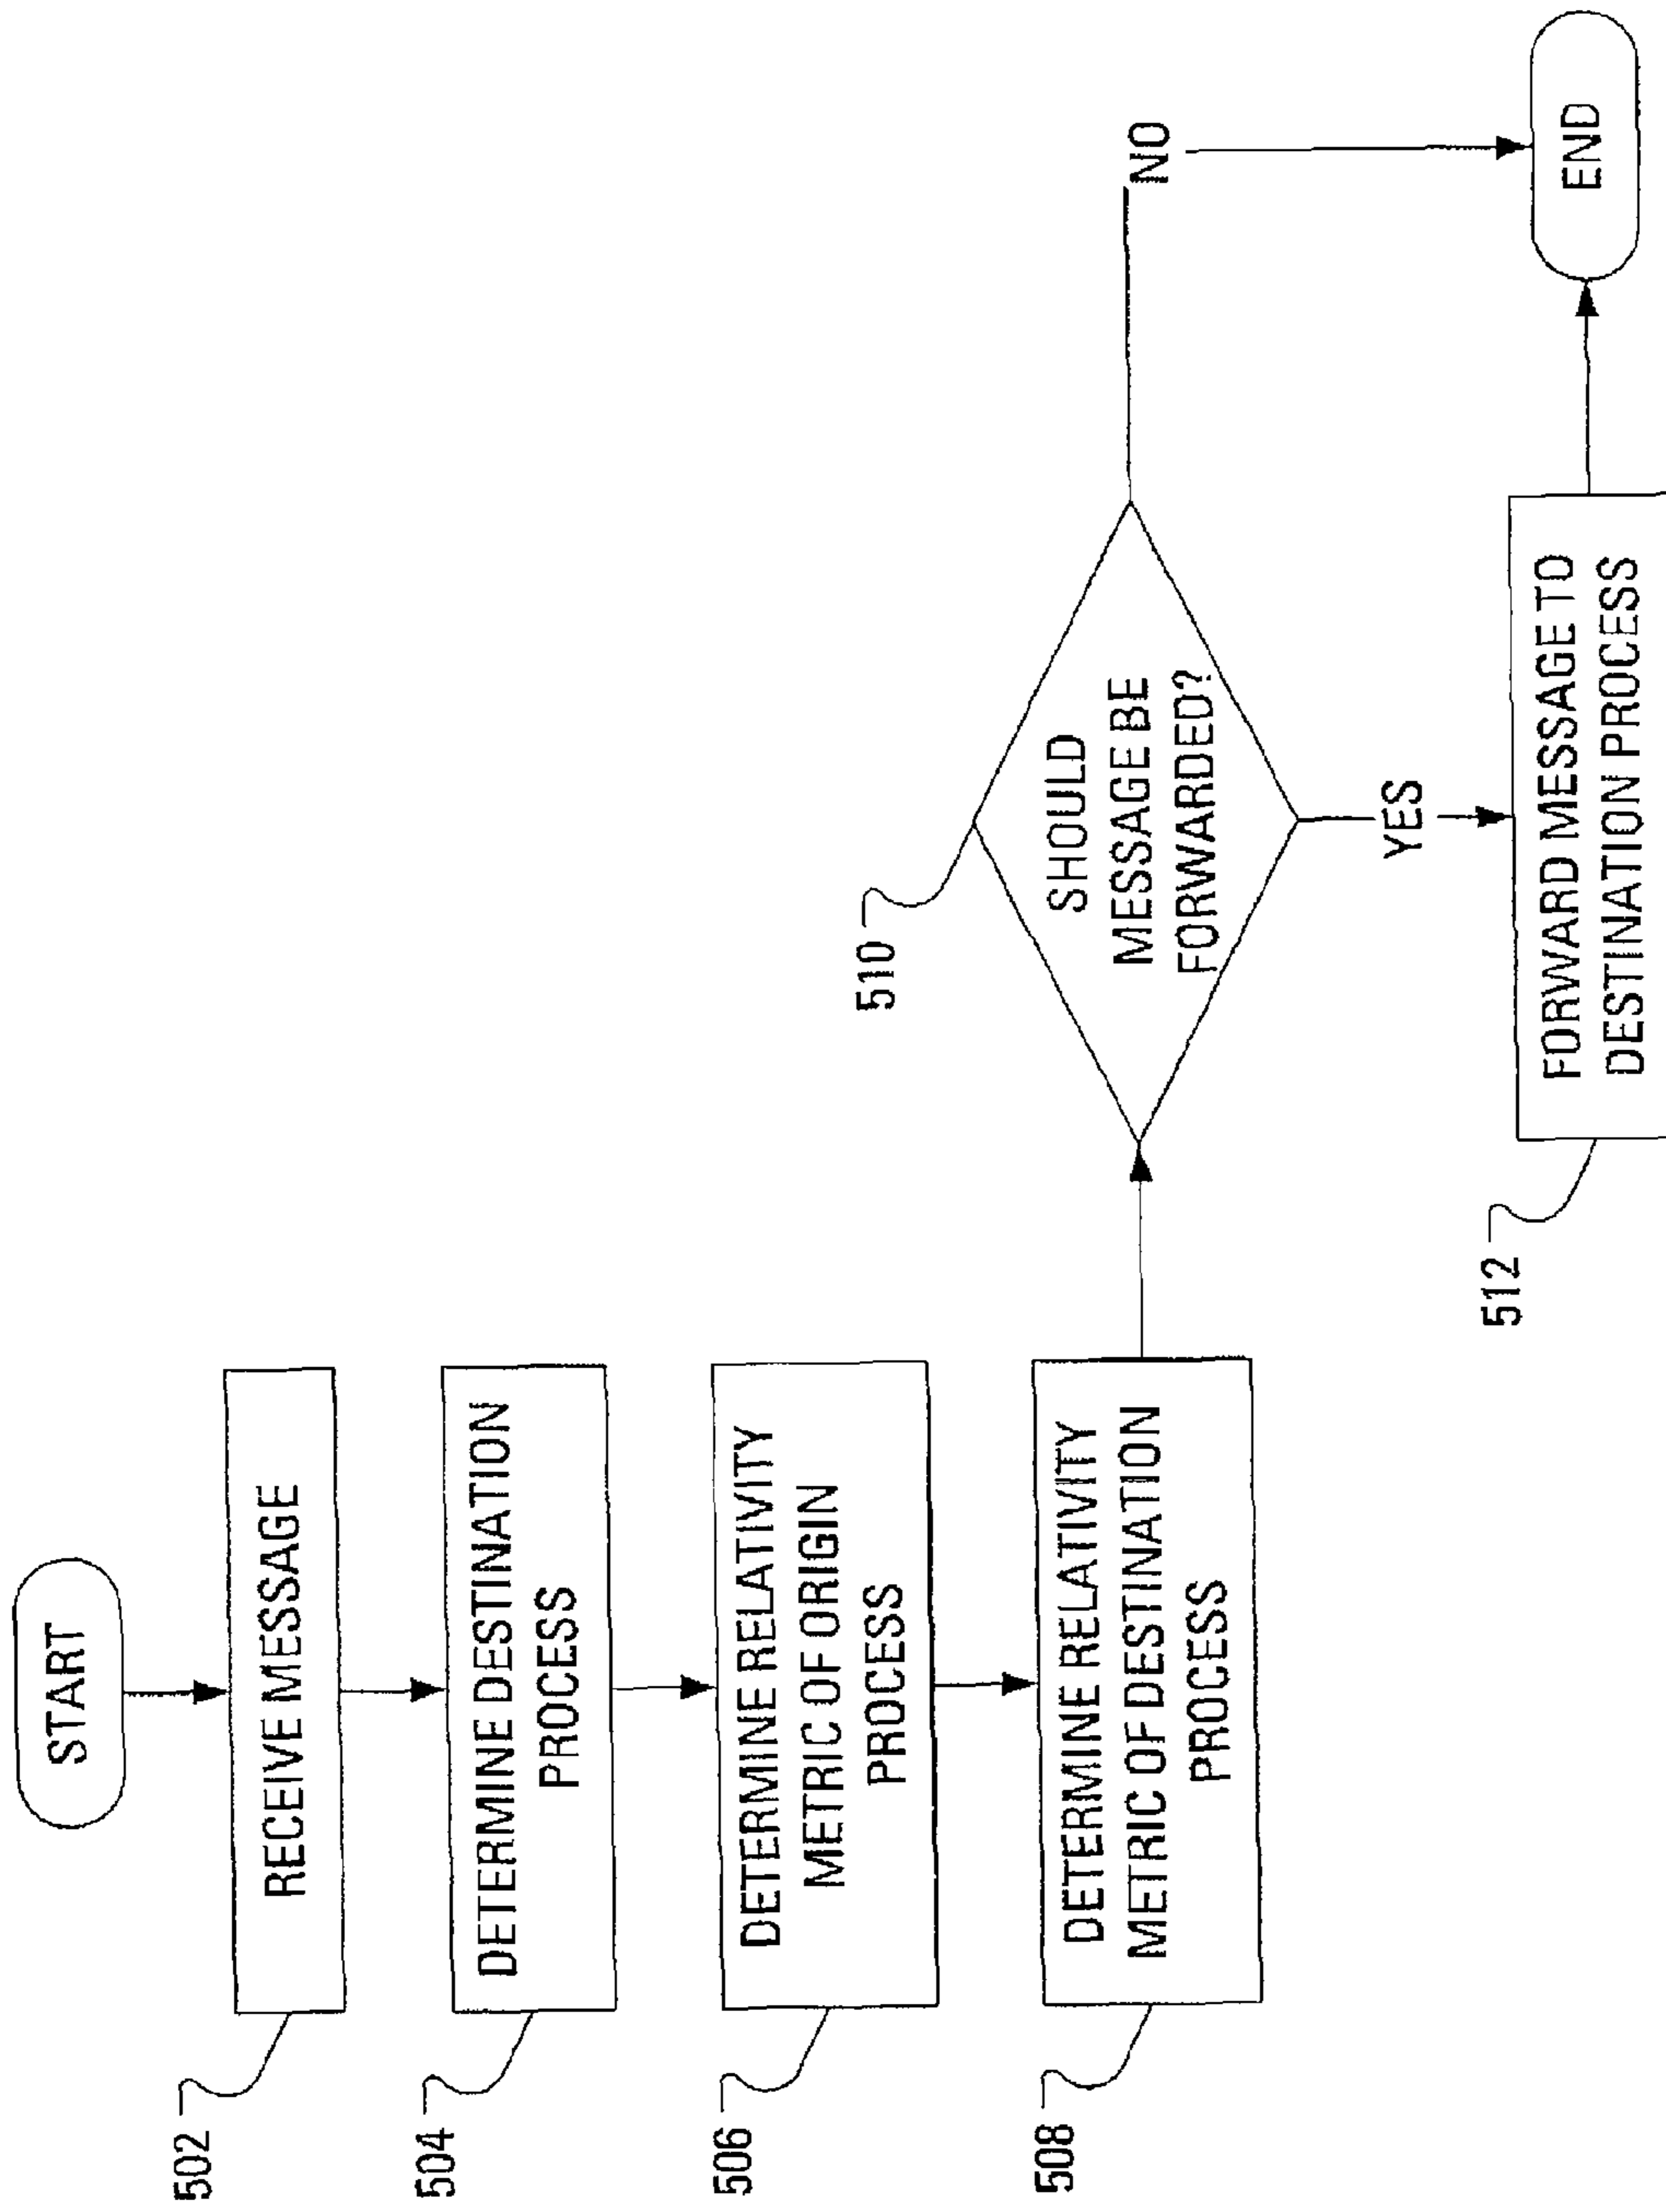 START
502
RECEIVE MESSAGE
504
DETERMINE DESTINATION
PROCESS
506
DETERMINE RELATIVITY
METRIC OF ORIGIN
PROCESS
508
DETERMINE RELATIVITY
METRIC OF DESTINATION
PROCESS
510
SHOULD
MESSAGE BE
FORWARDED?
NO
YES
512
FORWARD MESSAGE TO
DESTINATION PROCESS
END